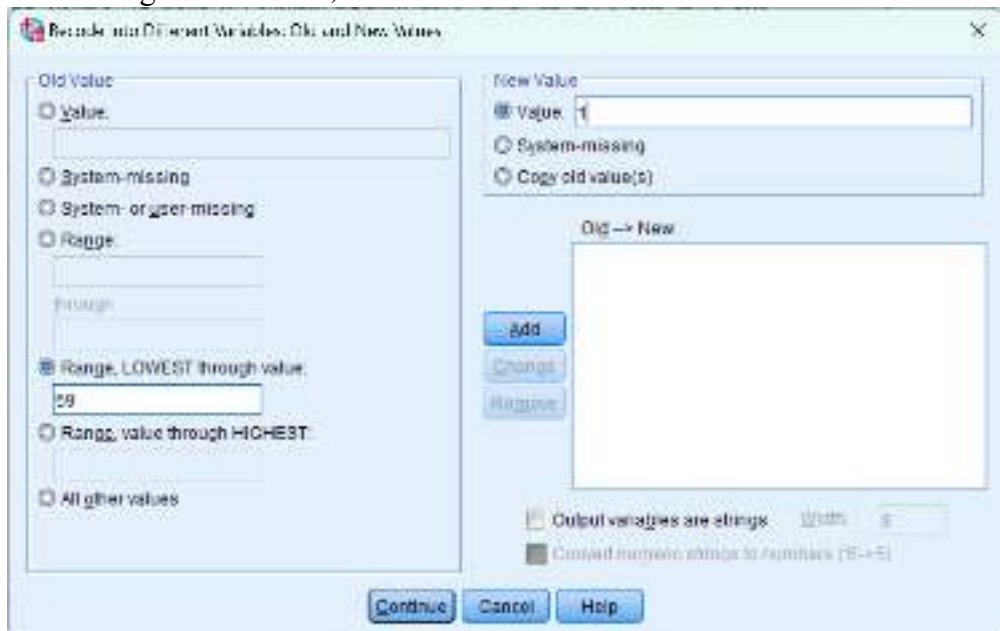 Recode into Different Variables: Old and New Values
Old Value
Value:
System-missing
System- or user-missing
Range:
through
Range, LOWEST through value:
59
Range, value through HIGHEST:
All other values
New Value
Value: 1
System-missing
Copy old value(s)
Old --> New
Add
Change
Remove
Output variables are strings Width: 8
Convert numeric strings to numbers ('5'->5)
Continue Cancel Help